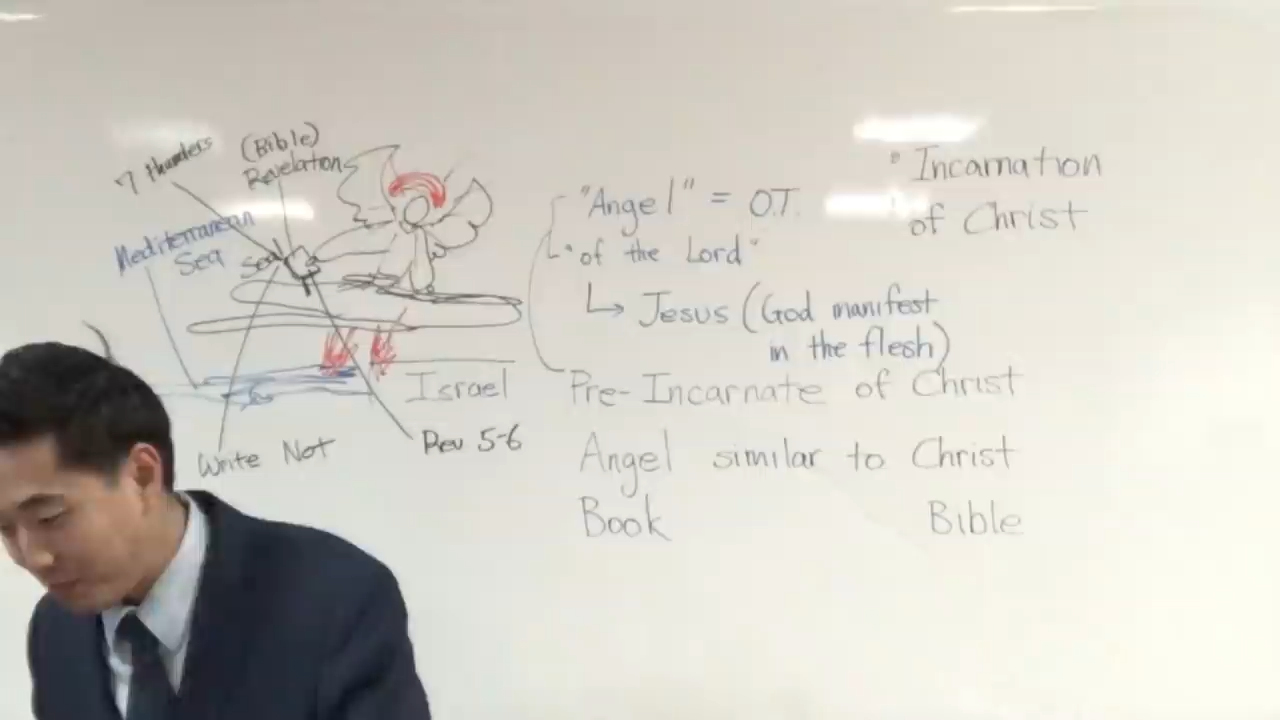 7 thunders
(Bible)
Revelation
Mediterranean
Sea
Seal
Israel
Write Not
Rev 5-6
"Angel" = O.T.
"of the Lord"
Jesus (God manifest
in the flesh)
Pre-Incarnate of Christ
Angel similar to Christ
Book Bible
Incarnation
of Christ